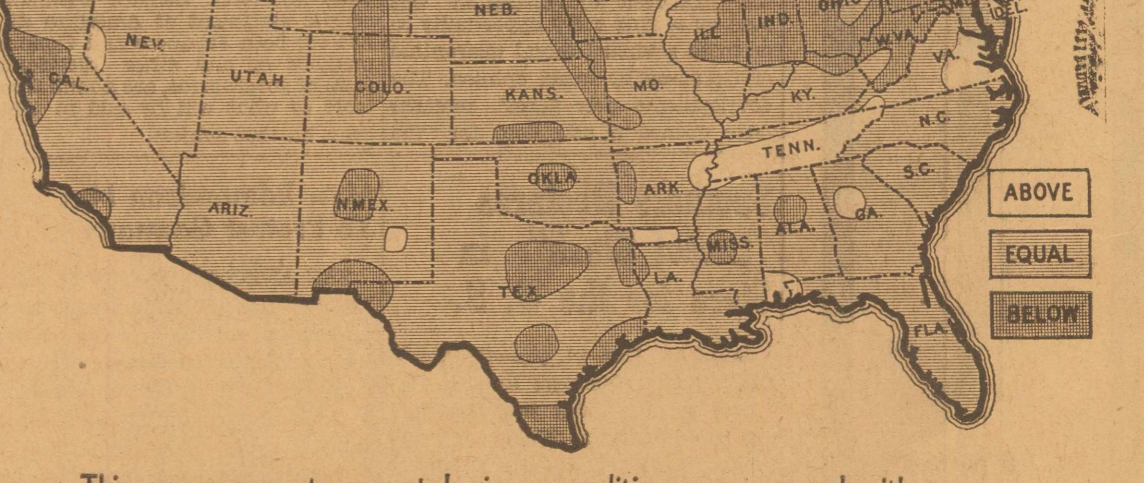 NEB.
ILL.
IND.
OHIO
DEL.
W.VA.
VA.
NEV.
CAL.
UTAH
COLO.
KANS.
MO.
KY.
N.C.
TENN.
S.C.
ARIZ.
N.MEX.
OKLA.
ARK.
MISS.
ALA.
GA.
TEX.
LA.
FLA.
ABOVE
EQUAL
BELOW
This